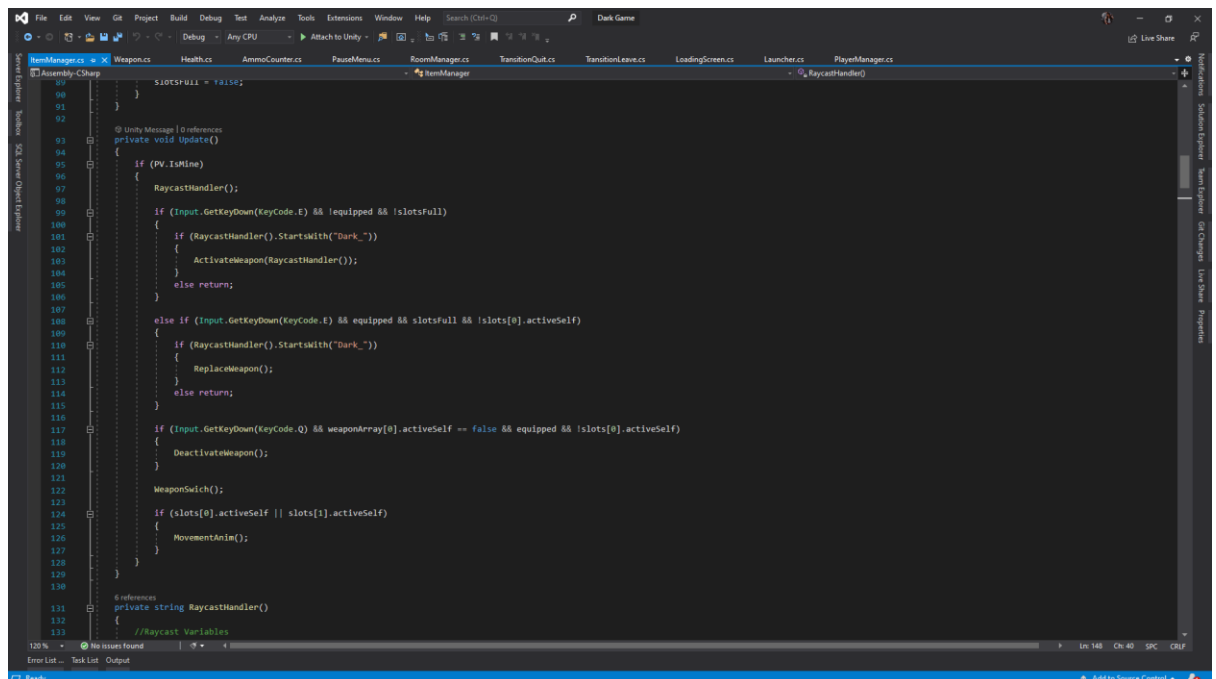 File Edit View Git Project Build Debug Test Analyze Tools Extensions Window Help Search (Ctrl+Q) Dark Game
Debug Any CPU Attach to Unity Live Share
ItemManager.cs Weapon.cs Health.cs AmmoCounter.cs PauseMenu.cs RoomManager.cs TransitionQuit.cs TransitionLeave.cs LoadingScreen.cs Launcher.cs PlayerManager.cs
Assembly-CSharp ItemManager RaycastHandler()
89 slotsFull = false;
90 }
91 }
92
Unity Message | 0 references
93 private void Update()
94 {
95 if (PV.IsMine)
96 {
97 RaycastHandler();
98
99 if (Input.GetKeyDown(KeyCode.E) && !equipped && !slotsFull)
100 {
101 if (RaycastHandler().StartsWith("Dark_"))
102 {
103 ActivateWeapon(RaycastHandler());
104 }
105 else return;
106 }
107
108 else if (Input.GetKeyDown(KeyCode.E) && equipped && slotsFull && !slots[0].activeSelf)
109 {
110 if (RaycastHandler().StartsWith("Dark_"))
111 {
112 ReplaceWeapon();
113 }
114 else return;
115 }
116
117 if (Input.GetKeyDown(KeyCode.Q) && weaponArray[0].activeSelf == false && equipped && !slots[0].activeSelf)
118 {
119 DeactivateWeapon();
120 }
121
122 WeaponSwich();
123
124 if (slots[0].activeSelf || slots[1].activeSelf)
125 {
126 MovementAnim();
127 }
128 }
129 }
130
6 references
131 private string RaycastHandler()
132 {
133 //Raycast Variables
120 % No issues found Ln: 148 Ch: 40 SPC CRLF
Error List ... Task List Output
Ready Add to Source Control
Server Explorer
Toolbox
SQL Server Object Explorer
Notifications
Solution Explorer
Team Explorer
Git Changes
Live Share
Properties